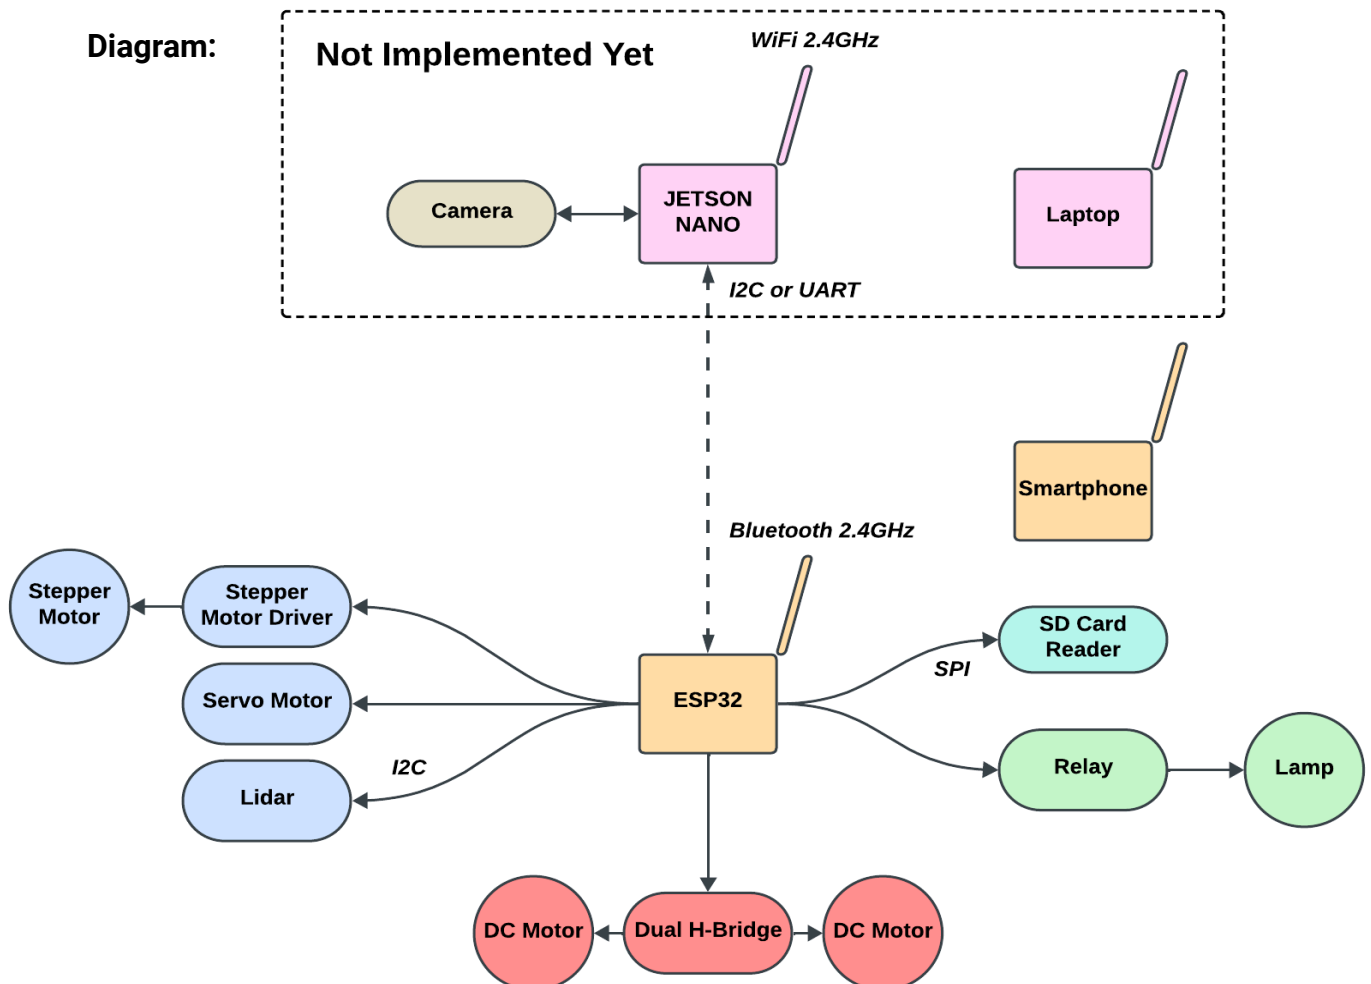 Diagram:
Not Implemented Yet
WiFi 2.4GHz
Camera
JETSON
NANO
Laptop
I2C or UART
Smartphone
Bluetooth 2.4GHz
Stepper
Motor
Stepper
Motor Driver
SD Card
Reader
SPI
Servo Motor
ESP32
I2C
Lidar
Relay
Lamp
DC Motor
Dual H-Bridge
DC Motor